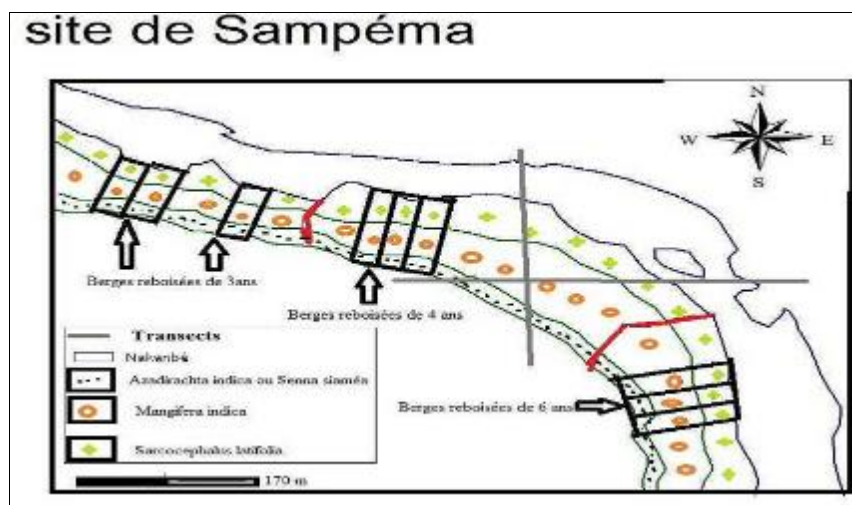 site de Sampéma
N
W E
S
Berges reboisées de 3ans
Berges reboisées de 4 ans
Berges reboisées de 6 ans
Transects
Nakanbé
Azadirachta indica ou Senna siaméa
Mangifera indica
Sarcocephalus latifolia
170 m